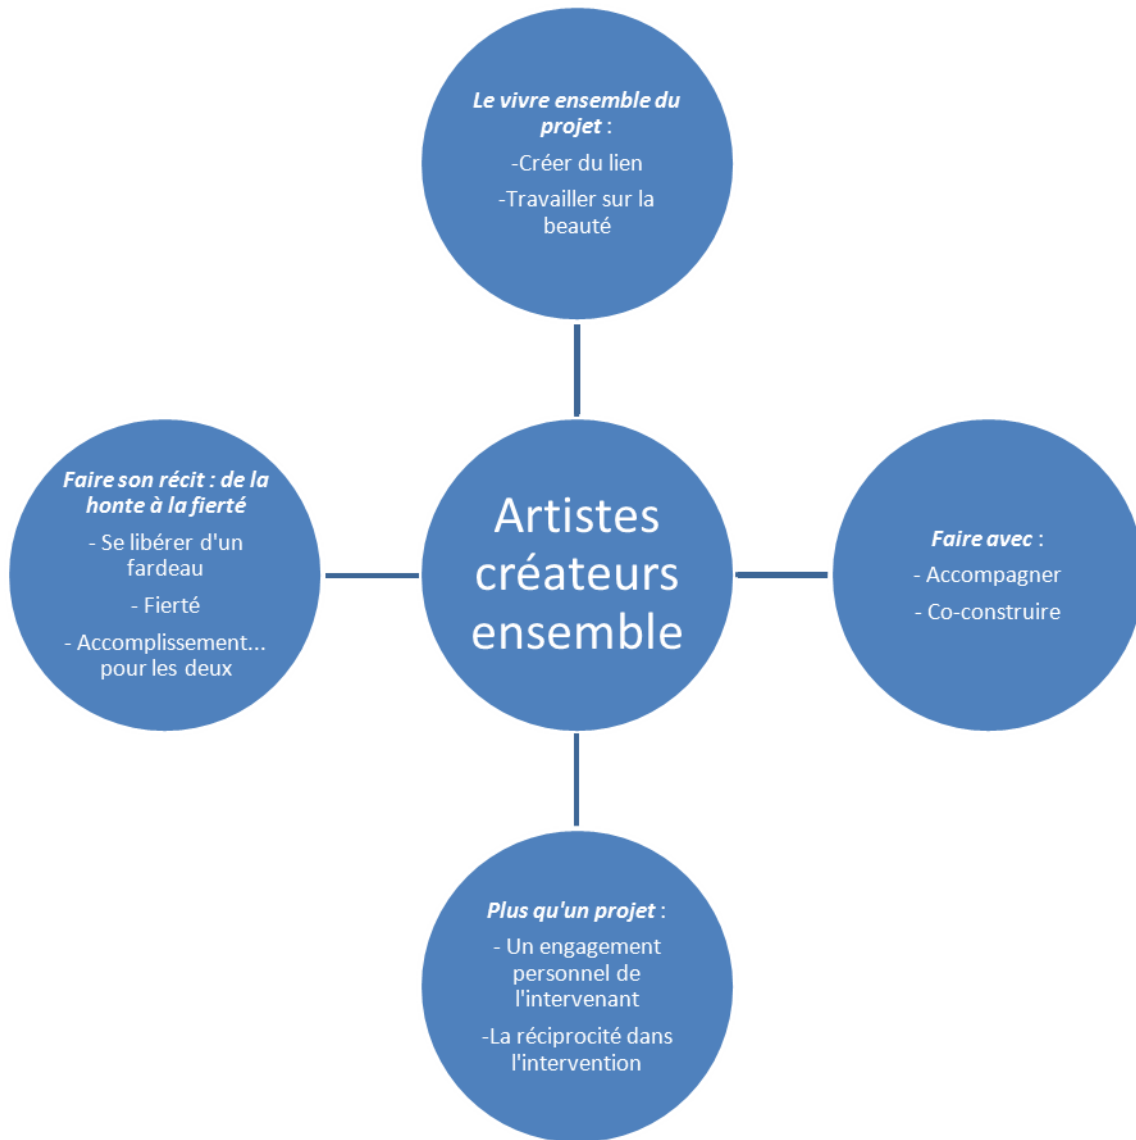 Le vivre ensemble du
projet :
-Créer du lien
-Travailler sur la
beauté
Faire son récit : de la
honte à la fierté
- Se libérer d'un
fardeau
- Fierté
- Accomplissement...
pour les deux
Artistes
créateurs
ensemble
Faire avec :
- Accompagner
- Co-construire
Plus qu'un projet :
- Un engagement
personnel de
l'intervenant
-La réciprocité dans
l'intervention